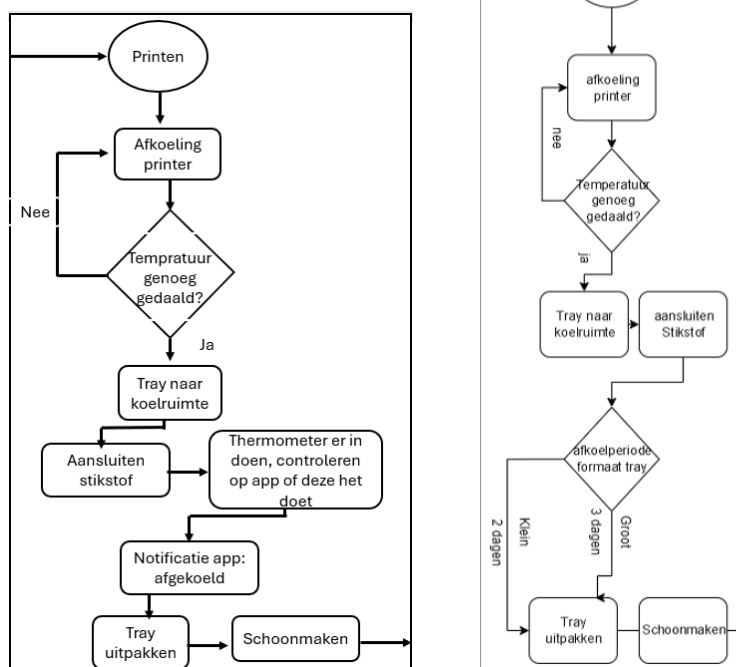 Printen
Afkoeling
printer
Nee
Tempratuur
genoeg
gedaald?
Ja
Tray naar
koelruimte
Aansluiten
stikstof
Thermometer er in
doen, controleren
op app of deze het
doet
Notificatie app:
afgekoeld
Tray
uitpakken
Schoonmaken
afkoeling
printer
nee
Temperatuur
genoeg
gedaald?
ja
Tray naar
koelruimte
aansluiten
Stikstof
afkoelperiode
formaat tray
Klein
2 dagen
Groot
3 dagen
Tray
uitpakken
Schoonmaken